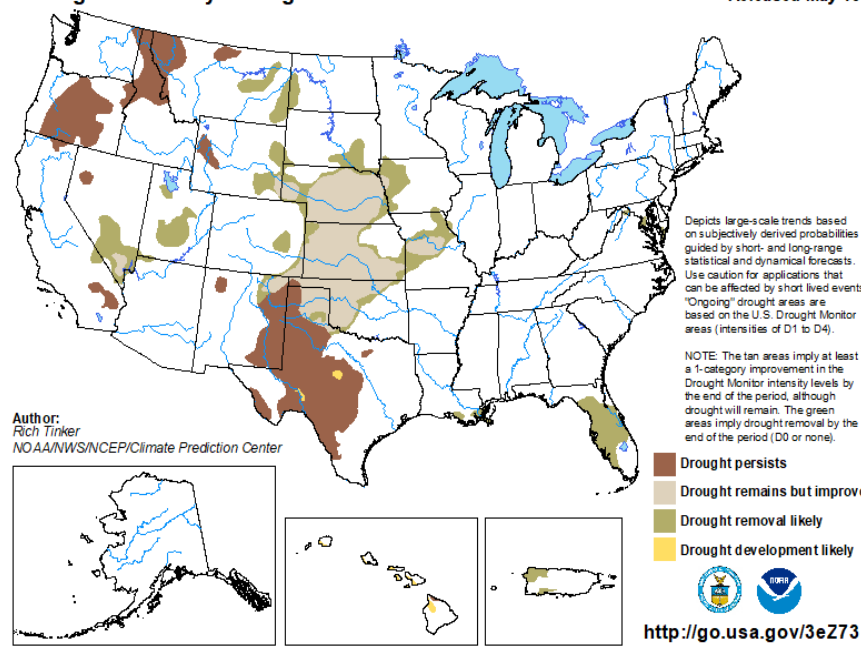 Depicts large-scale trends based
on subjectively derived probabilities
guided by short- and long-range
statistical and dynamical forecasts.
Use caution for applications that
can be affected by short lived events
"Ongoing" drought areas are
based on the U.S. Drought Monitor
areas (intensities of D1 to D4).
NOTE: The tan areas imply at least
a 1-category improvement in the
Drought Monitor intensity levels by
the end of the period, although
drought will remain. The green
areas imply drought removal by the
end of the period (D0 or none).
Author:
Rich Tinker
NOAA/NWS/NCEP/Climate Prediction Center
Drought persists
Drought remains but improv
Drought removal likely
Drought development likely
NOAA
http://go.usa.gov/3eZ73